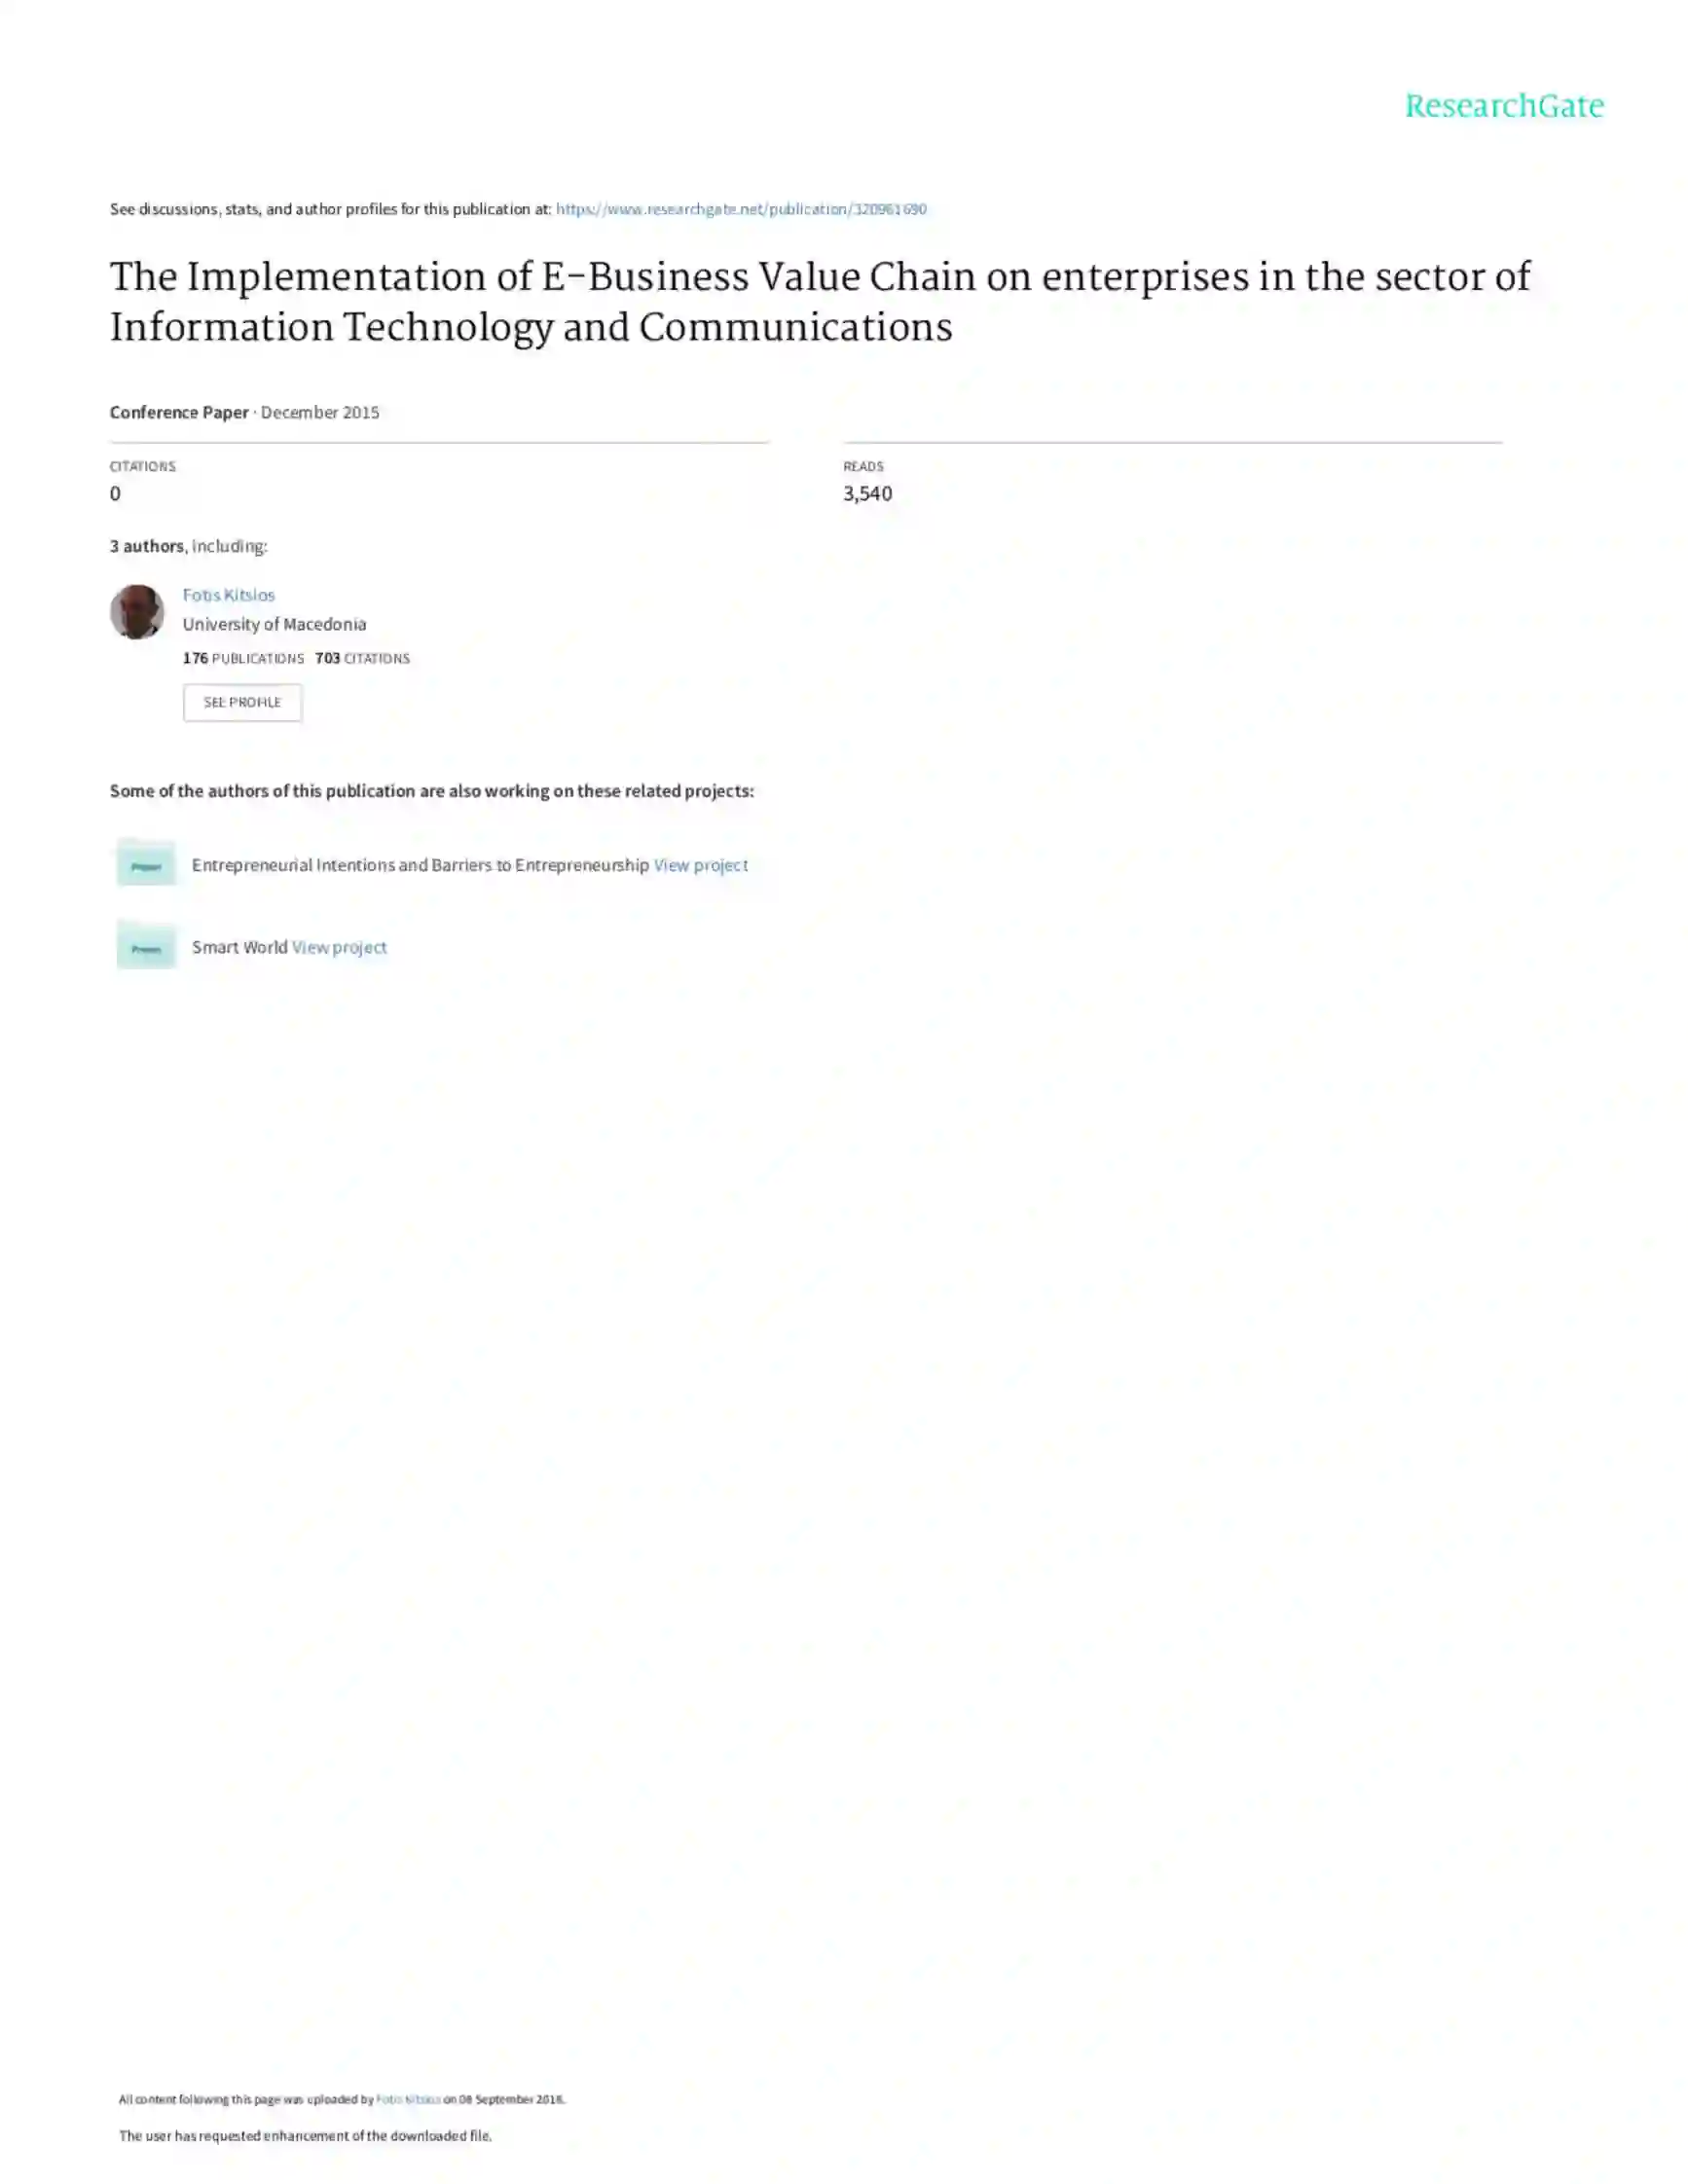 ResearchGate
See discussions, stats, and author profiles for this publication at: https://www.researchgate.net/publication/320961690
The Implementation of E-Business Value Chain on enterprises in the sector of
Information Technology and Communications
Conference Paper · December 2015
CITATIONS
0
READS
3,540
3 authors, including:
Fotis Kitsios
University of Macedonia
176 PUBLICATIONS 703 CITATIONS
SEE PROFILE
Some of the authors of this publication are also working on these related projects:
Project Entrepreneurial Intentions and Barriers to Entrepreneurship View project
Project Smart World View project
All content following this page was uploaded by Fotis Kitsios on 08 September 2018.
The user has requested enhancement of the downloaded file.